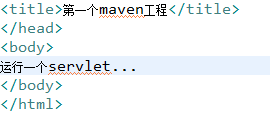 <title>第一个maven工程</title>
</head>
<body>
运行一个servlet...
</body>
</html>